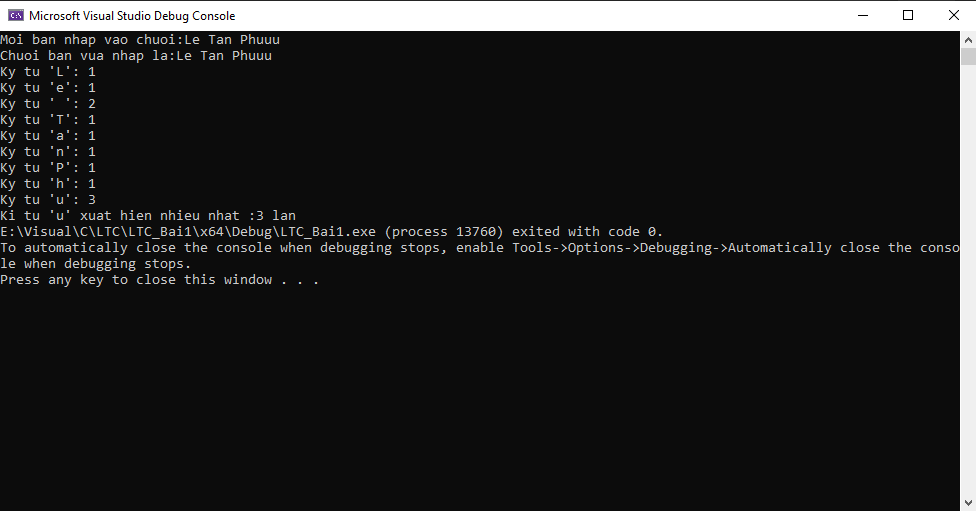 Microsoft Visual Studio Debug Console
Moi ban nhap vao chuoi:Le Tan Phuuu
Chuoi ban vua nhap la:Le Tan Phuuu
Ky tu 'L': 1
Ky tu 'e': 1
Ky tu ' ': 2
Ky tu 'T': 1
Ky tu 'a': 1
Ky tu 'n': 1
Ky tu 'P': 1
Ky tu 'h': 1
Ky tu 'u': 3
Ki tu 'u' xuat hien nhieu nhat :3 lan
E:\Visual\C\LTC\LTC_Bai1\x64\Debug\LTC_Bai1.exe (process 13760) exited with code 0.
To automatically close the console when debugging stops, enable Tools->Options->Debugging->Automatically close the conso
le when debugging stops.
Press any key to close this window . . .